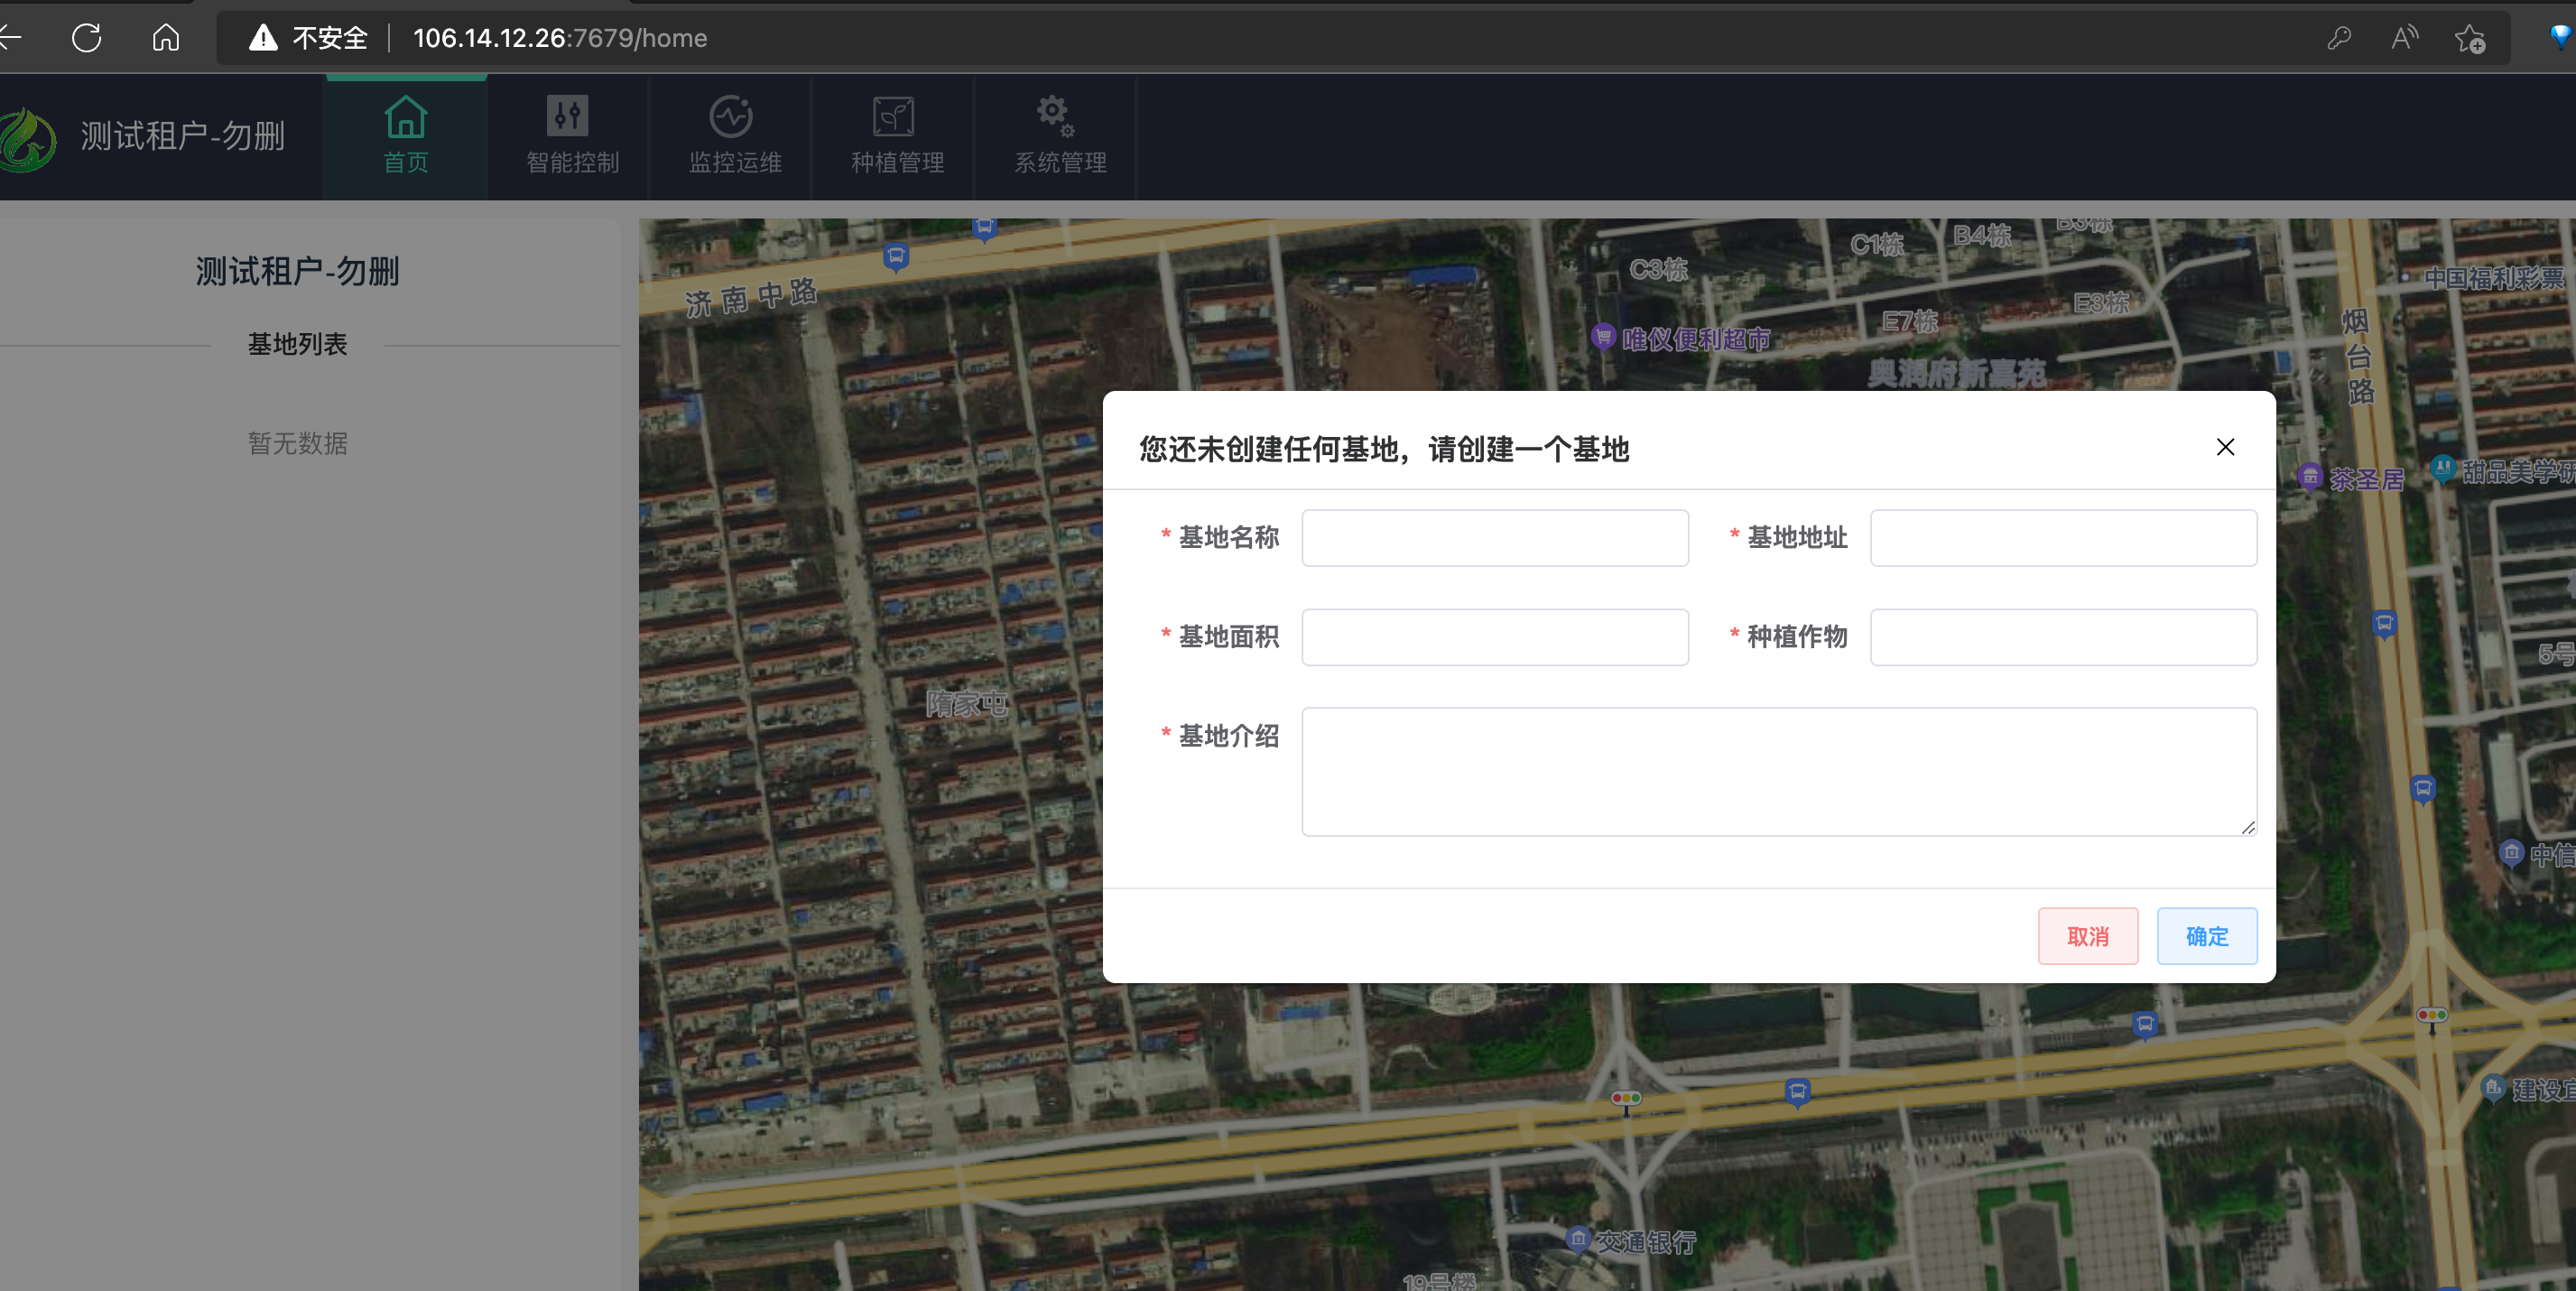 不安全 106.14.12.26:7679/home
测试租户-勿删
首页
智能控制
监控运维
种植管理
系统管理
测试租户-勿删
基地列表
暂无数据
济南中路
C3栋
C1栋
B4栋
B3栋
E7栋
E3栋
中国福利彩票
唯仪便利超市
奥润府新嘉苑
烟台路
茶圣居
甜品美学研
隋家屯
5号
中信
建设
交通银行
19号楼
您还未创建任何基地，请创建一个基地
* 基地名称
* 基地地址
* 基地面积
* 种植作物
* 基地介绍
取消
确定